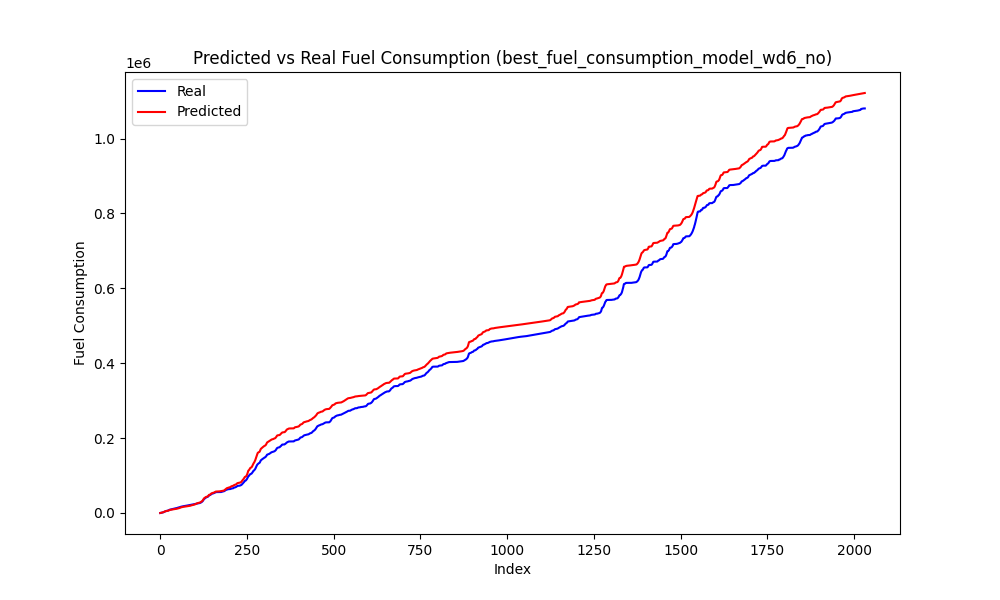 Predicted vs Real Fuel Consumption (best_fuel_consumption_model_wd6_no)
1e6
Real
Predicted
1.0
0.8
0.6
0.4
0.2
0.0
Fuel Consumption
0 250 500 750 1000 1250 1500 1750 2000
Index